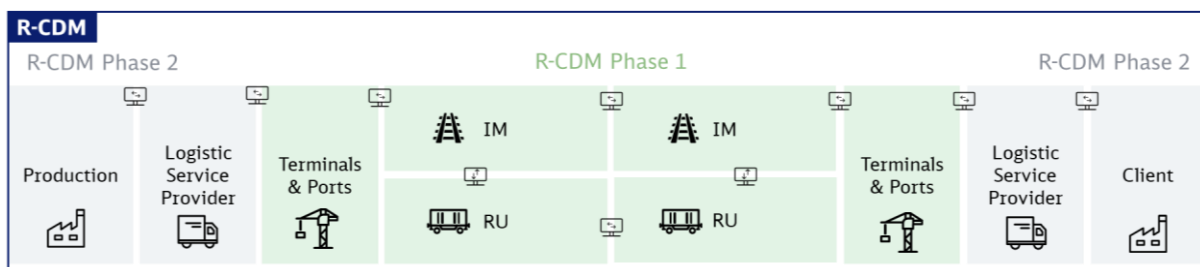 R-CDM
R-CDM Phase 2
R-CDM Phase 1
R-CDM Phase 2
Production
Logistic
Service
Provider
Terminals
& Ports
IM
RU
IM
RU
Terminals
& Ports
Logistic
Service
Provider
Client